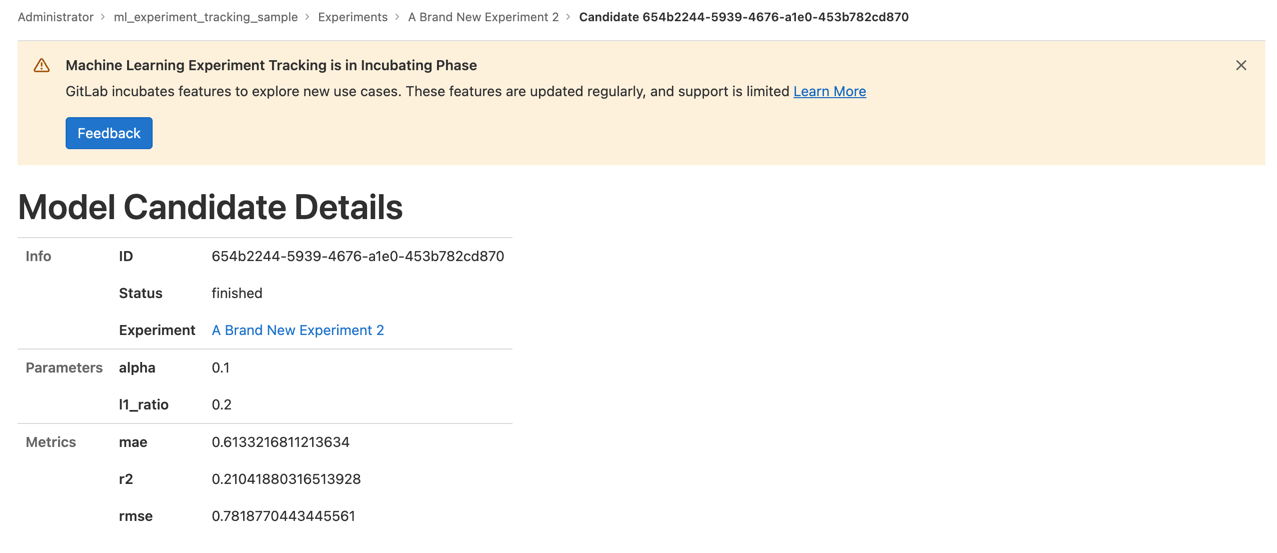 Administrator > ml_experiment_tracking_sample > Experiments > A Brand New Experiment 2 > Candidate 654b2244-5939-4676-a1e0-453b782cd870
Machine Learning Experiment Tracking is in Incubating Phase
GitLab incubates features to explore new use cases. These features are updated regularly, and support is limited Learn More
Feedback
Model Candidate Details
Info ID 654b2244-5939-4676-a1e0-453b782cd870
Status finished
Experiment A Brand New Experiment 2
Parameters alpha 0.1
l1_ratio 0.2
Metrics mae 0.6133216811213634
r2 0.21041880316513928
rmse 0.7818770443445561